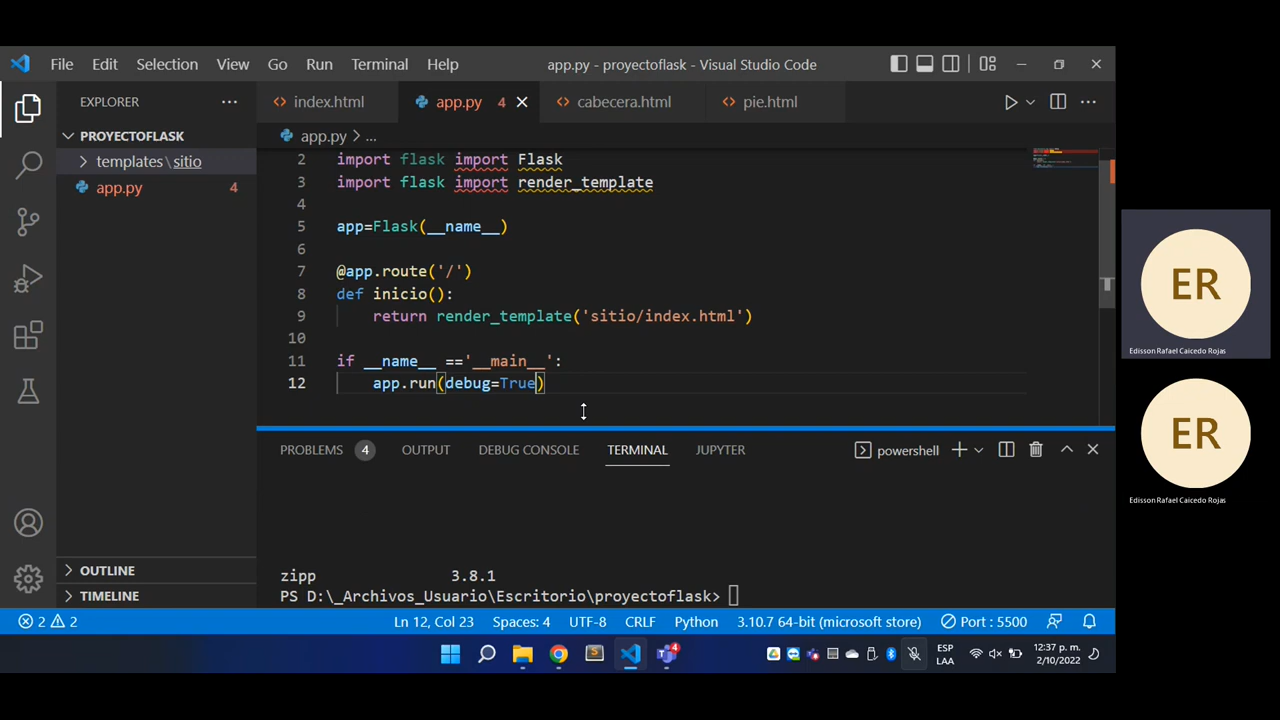 File Edit Selection View Go Run Terminal Help
app.py - proyectoflask - Visual Studio Code
EXPLORER
PROYECTOFLASK
templates\sitio
app.py 4
OUTLINE
TIMELINE
index.html
app.py 4
cabecera.html
pie.html
app.py > ...
2 import flask import Flask
3 import flask import render_template
4
5 app=Flask(__name__)
6
7 @app.route('/')
8 def inicio():
9 return render_template('sitio/index.html')
10
11 if __name__ =='__main__':
12 app.run(debug=True)
PROBLEMS 4 OUTPUT DEBUG CONSOLE TERMINAL JUPYTER
powershell
zipp 3.8.1
PS D:\_Archivos_Usuario\Escritorio\proyectoflask>
2 2
Ln 12, Col 23 Spaces: 4 UTF-8 CRLF Python 3.10.7 64-bit (microsoft store) Port : 5500
4
ESP
LAA
12:37 p. m.
2/10/2022
ER
Edisson Rafael Caicedo Rojas
ER
Edisson Rafael Caicedo Rojas